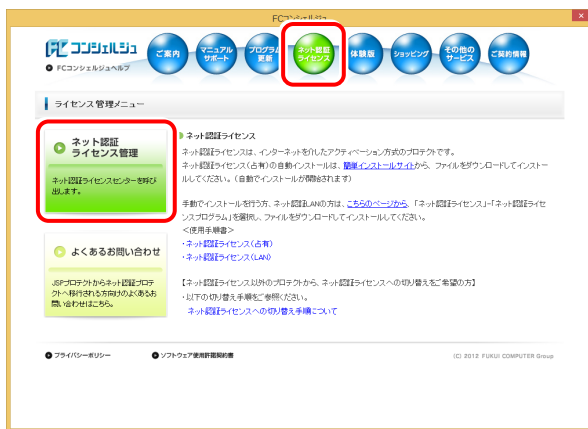 FCコンシェルジュ
FCコンシェルジュ
FCコンシェルジュヘルプ
ご案内
マニュアル
サポート
プログラム
更新
ネット認証
ライセンス
体験版
ショッピング
その他の
サービス
ご契約情報
ライセンス管理メニュー
ネット認証
ライセンス管理
ネット認証ライセンスセンターを呼び
出します。
よくあるお問い合わせ
JSPプロテクトからネット認証プロテ
クトへ移行される方向けのよくあるお
問い合わせはこちら。
ネット認証ライセンス
ネット認証ライセンスは、インターネットを介したアクティベーション方式のプロテクトです。
ネット認証ライセンス(占有)の自動インストールは、簡単インストールサイトから、ファイルをダウンロードしてインストー
ルしてください。(自動でインストールが開始されます)
手動でインストールを行う方、ネット認証LANの方は、こちらのページから、「ネット認証ライセンス」-「ネット認証ライセ
ンスプログラム」を選択し、ファイルをダウンロードしてインストールしてください。
<使用手順書>
・ネット認証ライセンス(占有)
・ネット認証ライセンス(LAN)
【ネット認証ライセンス以外のプロテクトから、ネット認証ライセンスへの切り替えをご希望の方】
・以下の切り替え手順をご参照ください。
ネット認証ライセンスへの切り替え手順について
プライバシーポリシー
ソフトウェア使用許諾契約書
(C) 2012 FUKUI COMPUTER Group